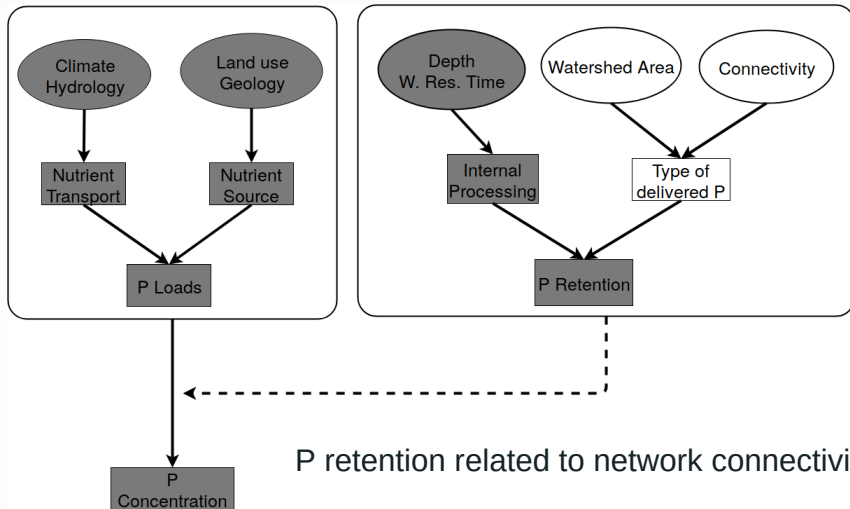 Climate
Hydrology
Land use
Geology
Depth
W. Res. Time
Watershed Area
Connectivity
Nutrient
Transport
Nutrient
Source
Internal
Processing
Type of
delivered P
P Loads
P Retention
P retention related to network connectivi
P
Concentration